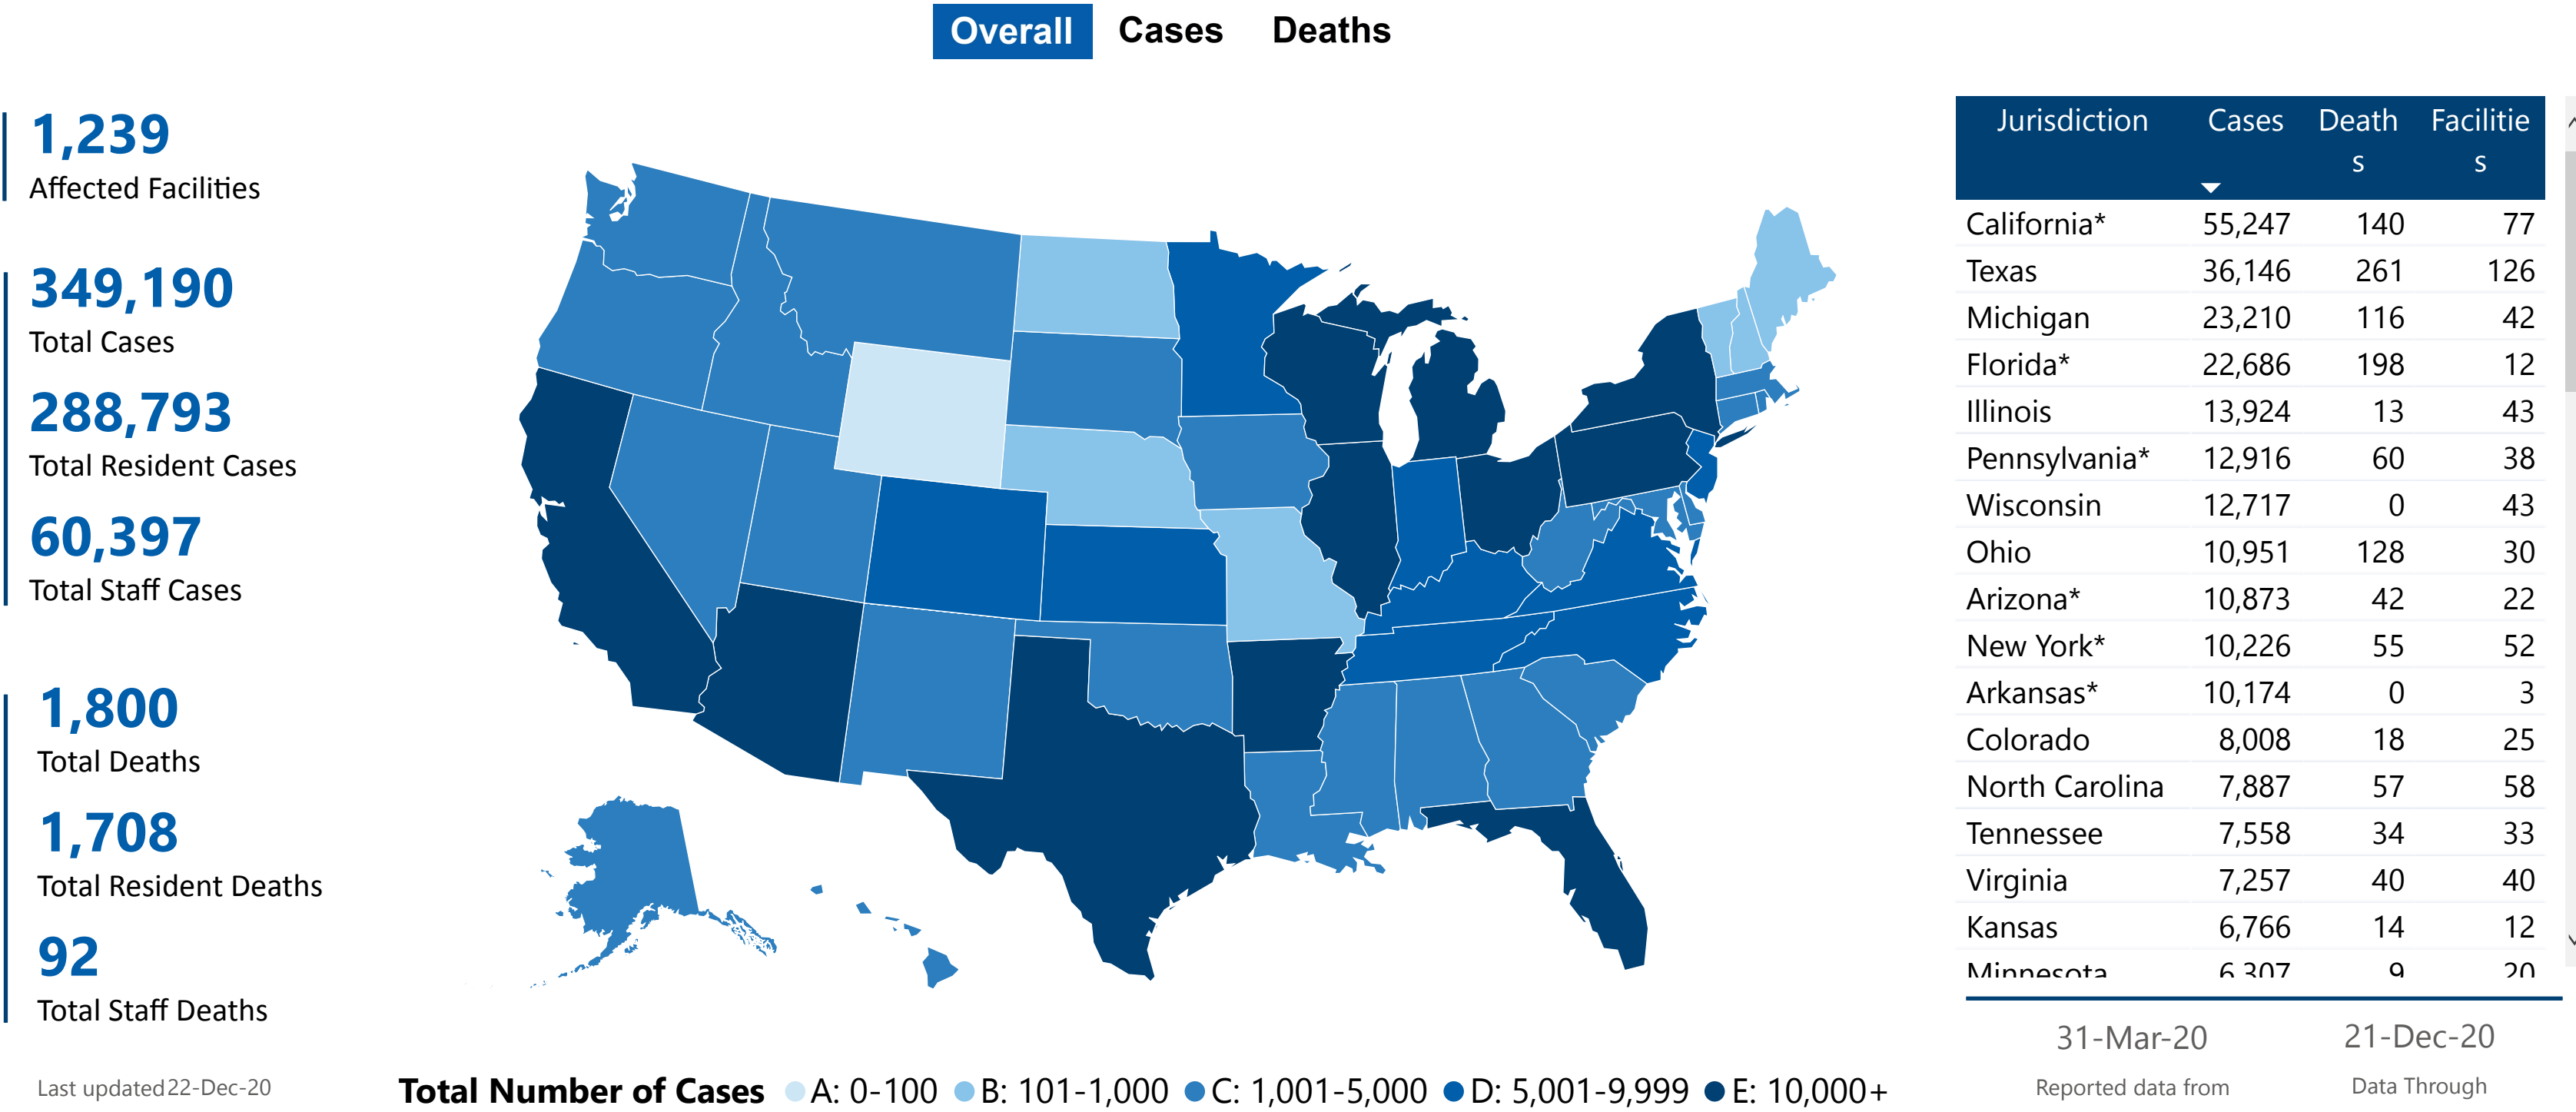 Overall Cases Deaths
1,239
Affected Facilities
349,190
Total Cases
288,793
Total Resident Cases
60,397
Total Staff Cases
1,800
Total Deaths
1,708
Total Resident Deaths
92
Total Staff Deaths
Last updated 22-Dec-20
Total Number of Cases A: 0-100 B: 101-1,000 C: 1,001-5,000 D: 5,001-9,999 E: 10,000+
Jurisdiction Cases Death Facilitie
s s
California* 55,247 140 77
Texas 36,146 261 126
Michigan 23,210 116 42
Florida* 22,686 198 12
Illinois 13,924 13 43
Pennsylvania* 12,916 60 38
Wisconsin 12,717 0 43
Ohio 10,951 128 30
Arizona* 10,873 42 22
New York* 10,226 55 52
Arkansas* 10,174 0 3
Colorado 8,008 18 25
North Carolina 7,887 57 58
Tennessee 7,558 34 33
Virginia 7,257 40 40
Kansas 6,766 14 12
Minnesota 6,307 9 20
31-Mar-20 21-Dec-20
Reported data from Data Through